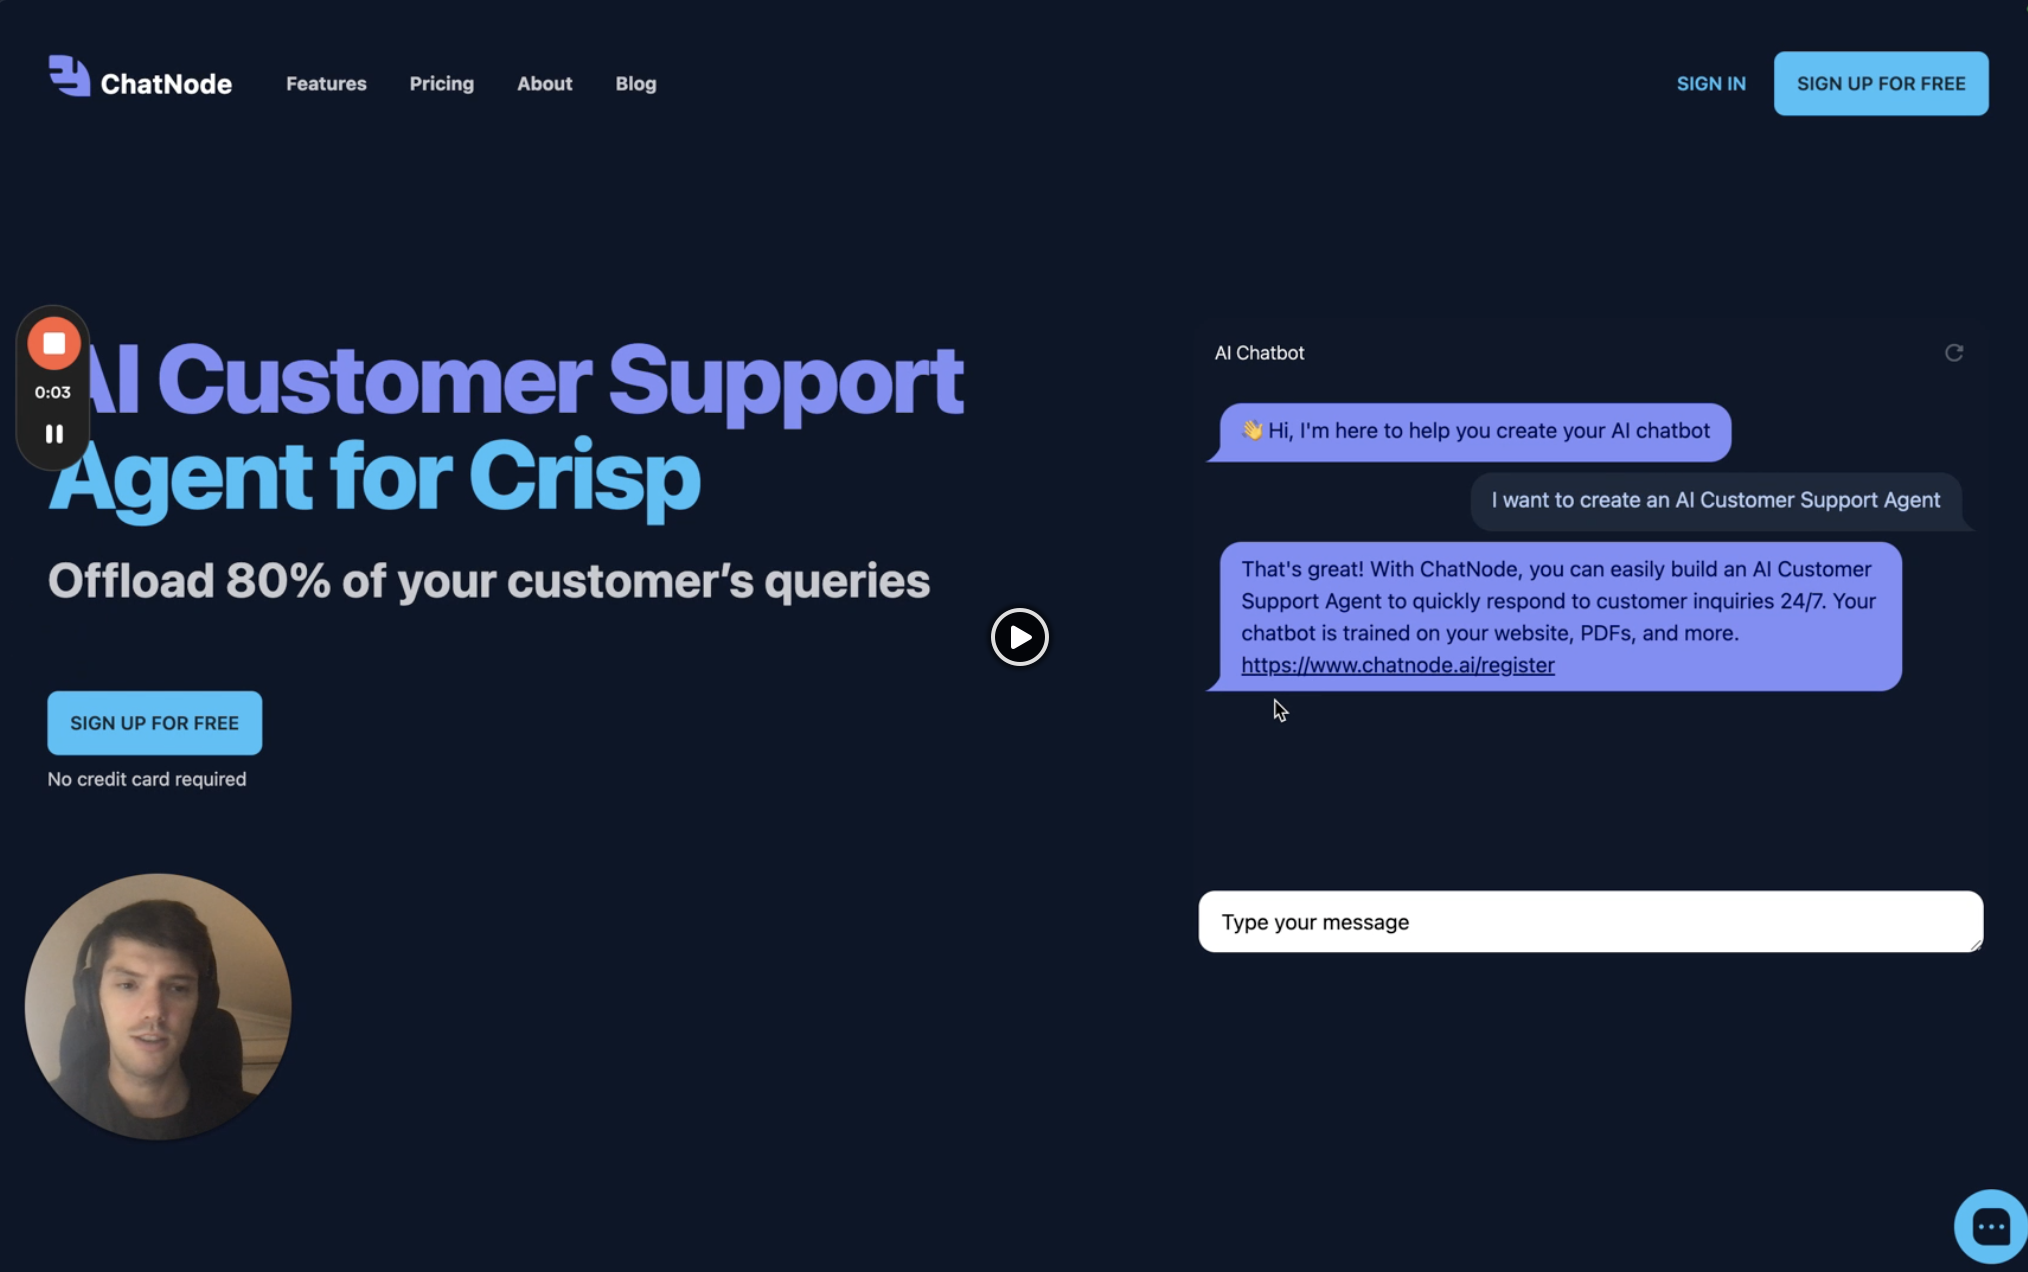 ChatNode
Features
Pricing
About
Blog
SIGN IN
SIGN UP FOR FREE
0:03
AI Customer Support
Agent for Crisp
Offload 80% of your customer’s queries
SIGN UP FOR FREE
No credit card required
AI Chatbot
👋 Hi, I'm here to help you create your AI chatbot
I want to create an AI Customer Support Agent
That's great! With ChatNode, you can easily build an AI Customer
Support Agent to quickly respond to customer inquiries 24/7. Your
chatbot is trained on your website, PDFs, and more.
https://www.chatnode.ai/register
Type your message